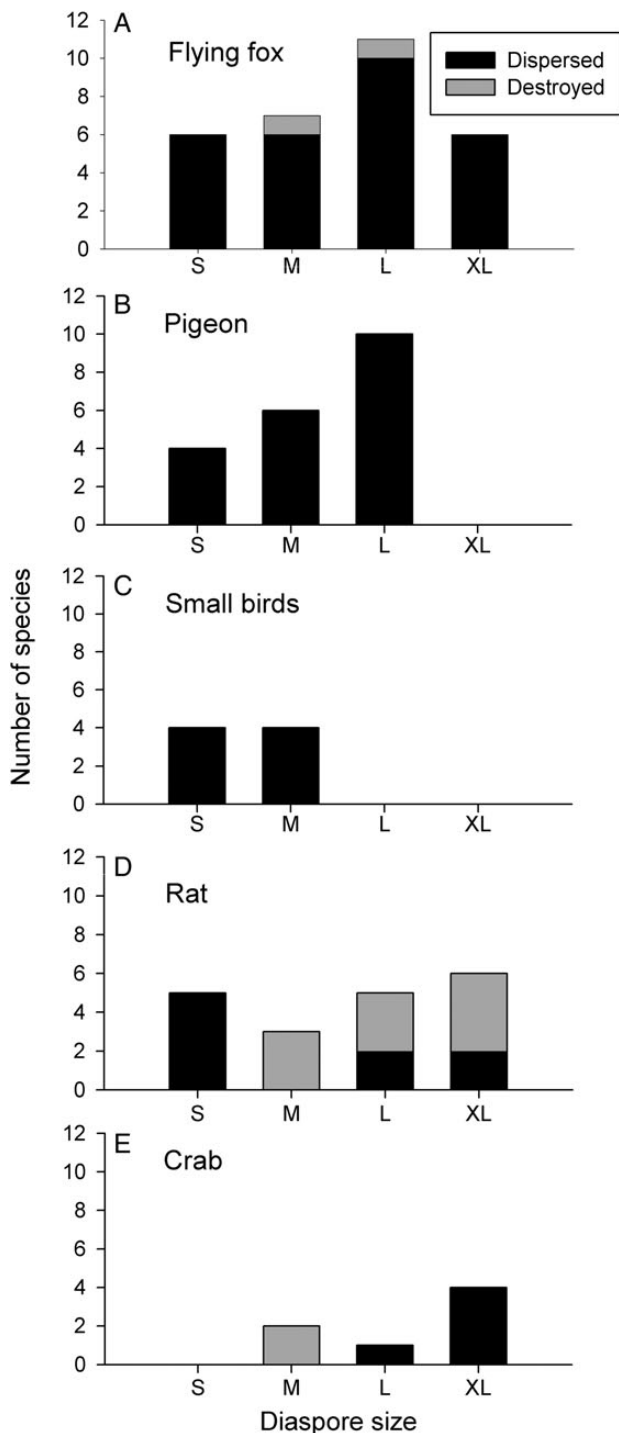 A
Flying fox
Dispersed
Destroyed
12
10
8
6
4
2
0
S M L XL
B
Pigeon
12
10
8
6
4
2
0
S M L XL
C
Small birds
12
10
8
6
4
2
0
S M L XL
D
Rat
12
10
8
6
4
2
0
S M L XL
E
Crab
12
10
8
6
4
2
0
S M L XL
Number of species
Diaspore size